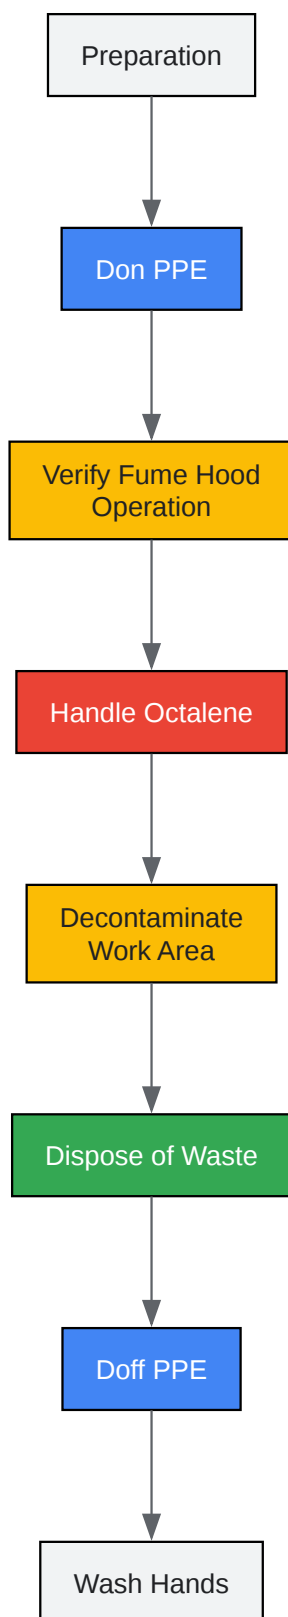 Preparation
Don PPE
Verify Fume Hood
Operation
Handle Octalene
Decontaminate
Work Area
Dispose of Waste
Doff PPE
Wash Hands